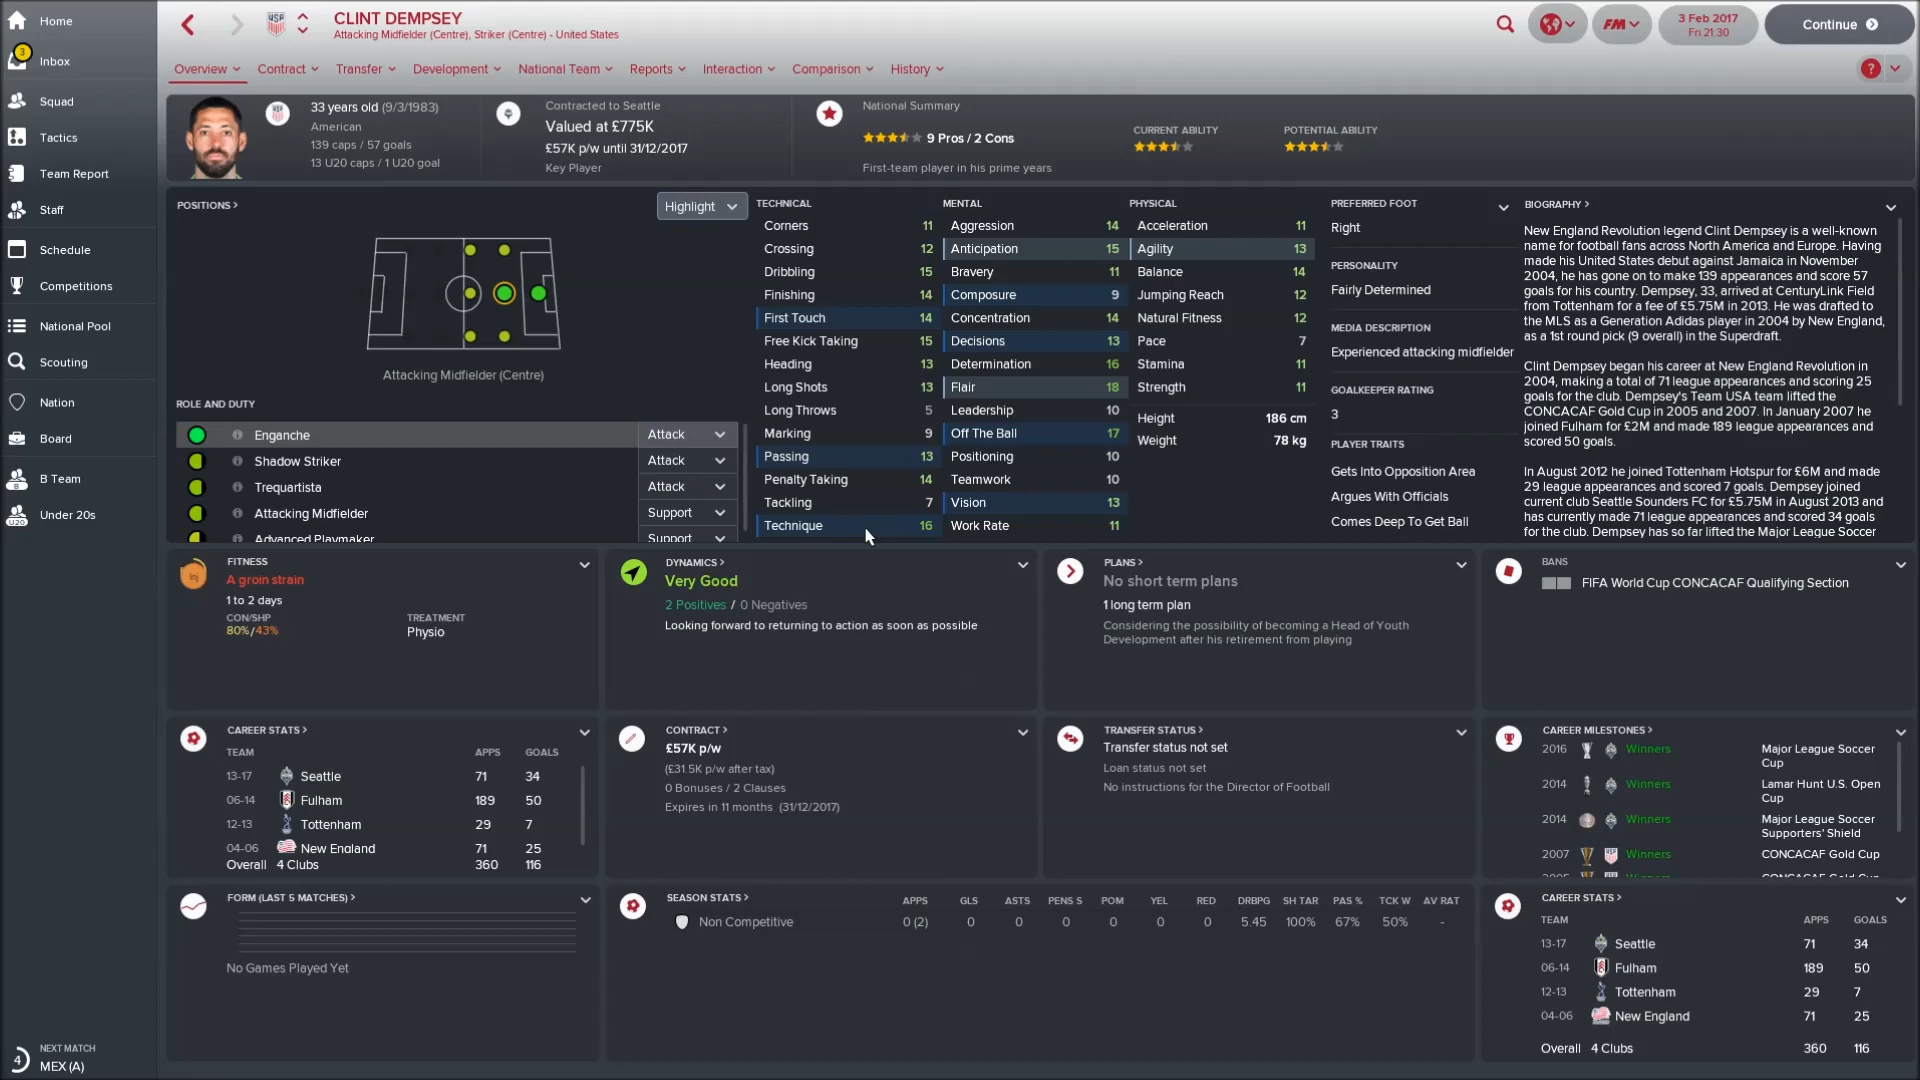 Home
3
Inbox
Squad
Tactics
Team Report
Staff
Schedule
Competitions
National Pool
Scouting
Nation
Board
B Team
Under 20s
4
NEXT MATCH
MEX (A)
CLINT DEMPSEY
Attacking Midfielder (Centre), Striker (Centre) - United States
FM
3 Feb 2017
Fri 21:30
Continue
Overview
Contract
Transfer
Development
National Team
Reports
Interaction
Comparison
History
?
33 years old (9/3/1983)
American
139 caps / 57 goals
13 U20 caps / 1 U20 goal
Contracted to Seattle
Valued at £775K
£57K p/w until 31/12/2017
Key Player
National Summary
9 Pros / 2 Cons
First-team player in his prime years
CURRENT ABILITY
POTENTIAL ABILITY
POSITIONS >
Highlight
Attacking Midfielder (Centre)
ROLE AND DUTY
Enganche Attack
Shadow Striker Attack
Trequartista Attack
Attacking Midfielder Support
Advanced Playmaker Support
TECHNICAL
Corners 11
Crossing 12
Dribbling 15
Finishing 14
First Touch 14
Free Kick Taking 15
Heading 13
Long Shots 13
Long Throws 5
Marking 9
Passing 13
Penalty Taking 14
Tackling 7
Technique 16
MENTAL
Aggression 14
Anticipation 15
Bravery 11
Composure 9
Concentration 14
Decisions 13
Determination 16
Flair 18
Leadership 10
Off The Ball 17
Positioning 10
Teamwork 10
Vision 13
Work Rate 11
PHYSICAL
Acceleration 11
Agility 13
Balance 14
Jumping Reach 12
Natural Fitness 12
Pace 7
Stamina 11
Strength 11
Height 186 cm
Weight 78 kg
PREFERRED FOOT
Right
PERSONALITY
Fairly Determined
MEDIA DESCRIPTION
Experienced attacking midfielder
GOALKEEPER RATING
3
PLAYER TRAITS
Gets Into Opposition Area
Argues With Officials
Comes Deep To Get Ball
BIOGRAPHY >
New England Revolution legend Clint Dempsey is a well-known
name for football fans across North America and Europe. Having
made his United States debut against Jamaica in November
2004, he has gone on to make 139 appearances and score 57
goals for his country. Dempsey, 33, arrived at CenturyLink Field
from Tottenham for a fee of £5.75M in 2013. He was drafted to
the MLS as a Generation Adidas player in 2004 by New England,
as a 1st round pick (9 overall) in the Superdraft.
Clint Dempsey began his career at New England Revolution in
2004, making a total of 71 league appearances and scoring 25
goals for the club. Dempsey's Team USA team lifted the
CONCACAF Gold Cup in 2005 and 2007. In January 2007 he
joined Fulham for £2M and made 189 league appearances and
scored 50 goals.
In August 2012 he joined Tottenham Hotspur for £6M and made
29 league appearances and scored 7 goals. Dempsey joined
current club Seattle Sounders FC for £5.75M in August 2013 and
has currently made 71 league appearances and scored 34 goals
for the club. Dempsey has so far lifted the Major League Soccer
FITNESS
Inj
A groin strain
1 to 2 days
CON/SHP
80%/43%
TREATMENT
Physio
DYNAMICS >
Very Good
2 Positives / 0 Negatives
Looking forward to returning to action as soon as possible
PLANS >
No short term plans
1 long term plan
Considering the possibility of becoming a Head of Youth
Development after his retirement from playing
BANS
FIFA World Cup CONCACAF Qualifying Section
CAREER STATS >
TEAM APPS GOALS
13-17 Seattle 71 34
06-14 Fulham 189 50
12-13 Tottenham 29 7
04-06 New England 71 25
Overall 4 Clubs 360 116
CONTRACT >
£57K p/w
(£31.5K p/w after tax)
0 Bonuses / 2 Clauses
Expires in 11 months (31/12/2017)
TRANSFER STATUS >
Transfer status not set
Loan status not set
No instructions for the Director of Football
CAREER MILESTONES >
2016 Winners Major League Soccer
Cup
2014 Winners Lamar Hunt U.S. Open
Cup
2014 Winners Major League Soccer
Supporters' Shield
2007 Winners CONCACAF Gold Cup
2005 Winners CONCACAF Gold Cup
FORM (LAST 5 MATCHES) >
No Games Played Yet
SEASON STATS >
APPS GLS ASTS PENS S POM YEL RED DRBPG SH TAR PAS % TCK W AV RAT
Non Competitive 0 (2) 0 0 0 0 0 0 5.45 100% 67% 50% -
CAREER STATS >
TEAM APPS GOALS
13-17 Seattle 71 34
06-14 Fulham 189 50
12-13 Tottenham 29 7
04-06 New England 71 25
Overall 4 Clubs 360 116